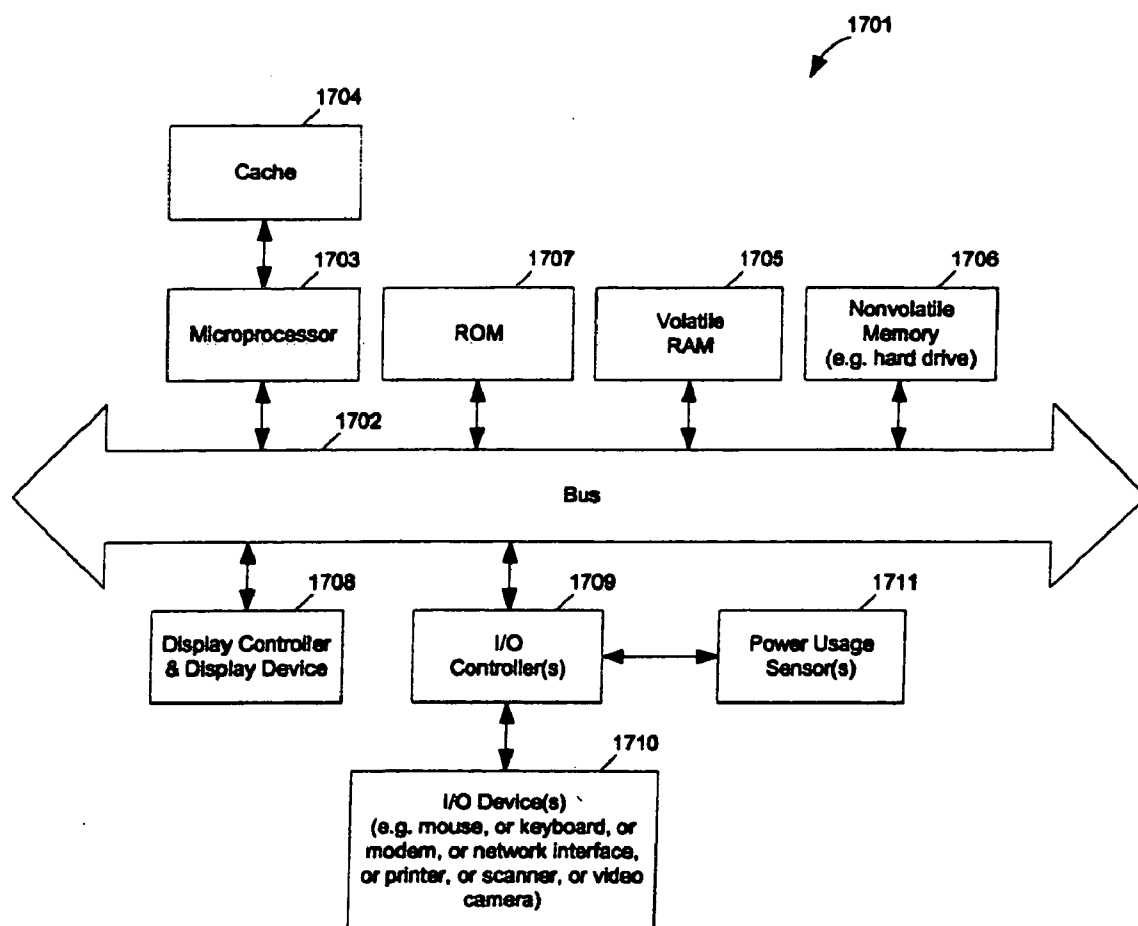 1701
1704
Cache
1703
1707
1705
1706
Microprocessor
ROM
Volatile
RAM
Nonvolatile
Memory
(e.g. hard drive)
1702
Bus
1708
1709
1711
Display Controller
& Display Device
I/O
Controller(s)
Power Usage
Sensor(s)
1710
I/O Device(s)
(e.g. mouse, or keyboard, or
modem, or network interface,
or printer, or scanner, or video
camera)